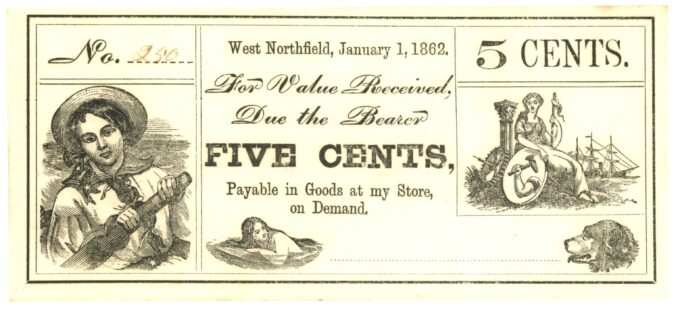 No. 250
West Northfield, January 1, 1862.
For Value Received,
Due the Bearer
FIVE CENTS,
Payable in Goods at my Store,
on Demand.
5 CENTS.